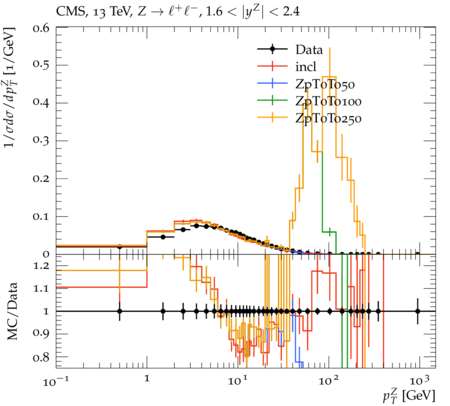 CMS, 13 TeV, Z → ℓ⁺ℓ⁻, 1.6 < |y^Z| < 2.4
1/σdσ/dp_T^Z [1/GeV]
0.6
0.5
0.4
0.3
0.2
0.1
0
Data
incl
ZpToTo50
ZpToTo100
ZpToTo250
MC/Data
1.2
1.1
1
0.9
0.8
10⁻¹ 1 10¹ 10² 10³
p_T^Z [GeV]